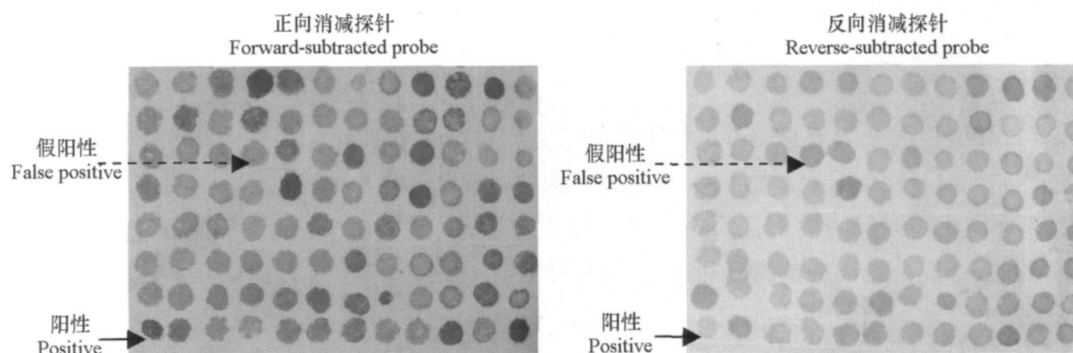 正向消减探针
Forward-subtracted probe
假阳性
False positive
阳性
Positive
反向消减探针
Reverse-subtracted probe
假阳性
False positive
阳性
Positive